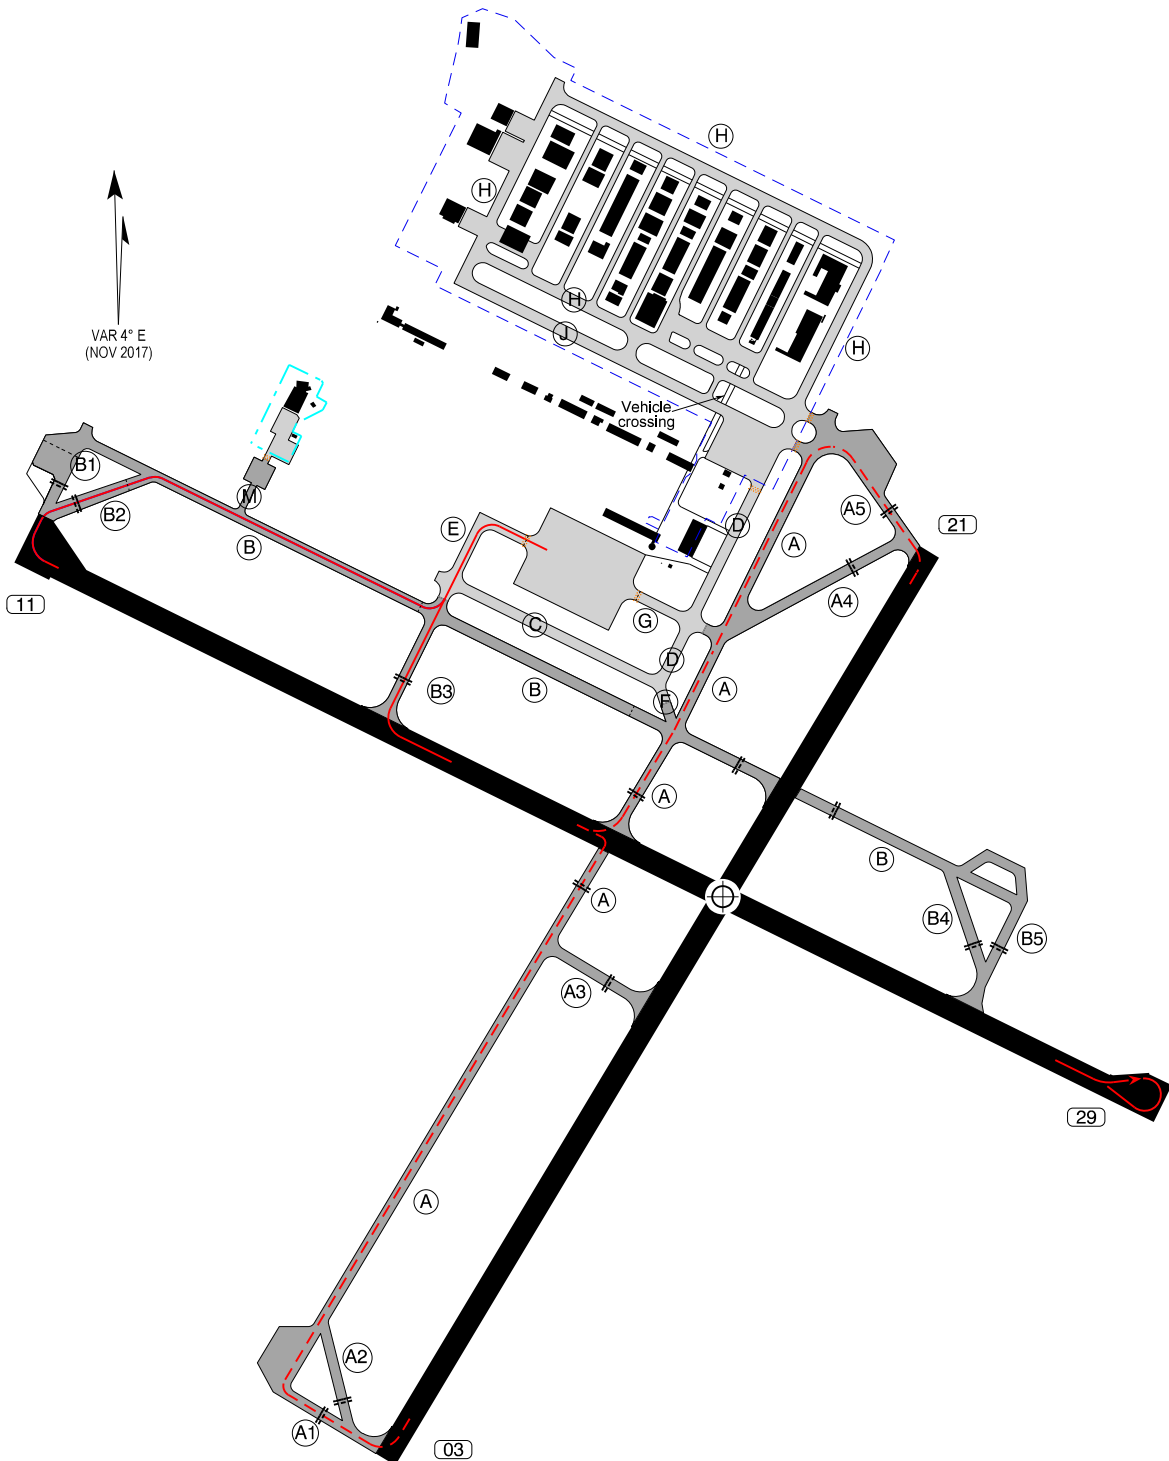 H
H
H
J
H
VAR 4° E
(NOV 2017)
Vehicle
crossing
B1
B2
M
B
E
D
A
A5
21
A4
11
C
G
D
B3
B
F
A
A
B
A
B4
B5
A3
29
A
A2
A1
03